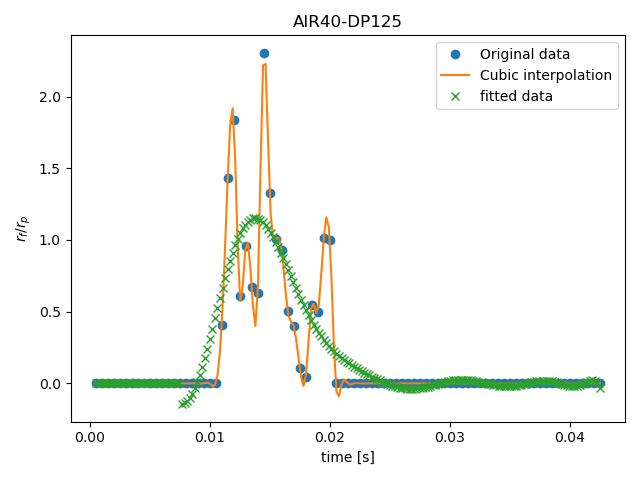 AIR40-DP125
Original data
Cubic interpolation
fitted data
r_f/r_p
2.0
1.5
1.0
0.5
0.0
0.00 0.01 0.02 0.03 0.04
time [s]